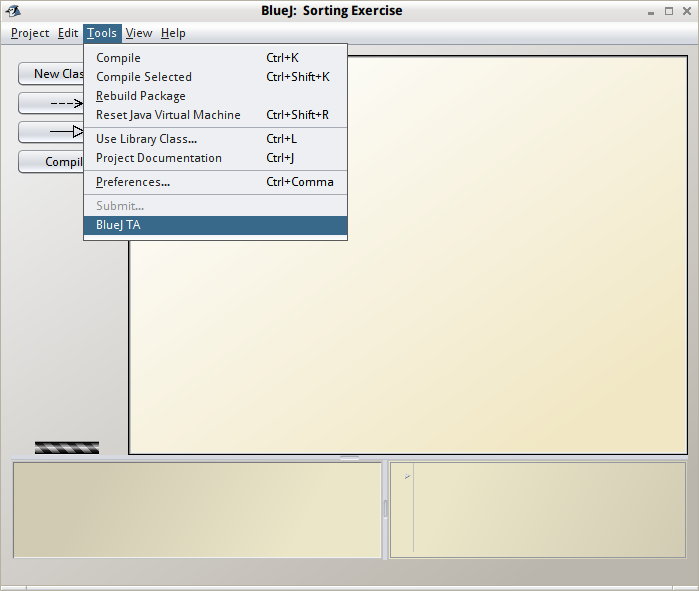 BlueJ:  Sorting Exercise
Project Edit Tools View Help
New Clas
Compil
Compile Ctrl+K
Compile Selected Ctrl+Shift+K
Rebuild Package
Reset Java Virtual Machine Ctrl+Shift+R
Use Library Class... Ctrl+L
Project Documentation Ctrl+J
Preferences... Ctrl+Comma
Submit...
BlueJ TA